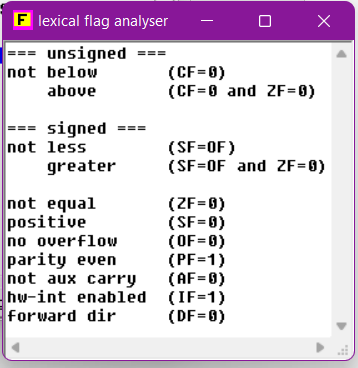 F lexical flag analyser
=== unsigned ===
not below (CF=0)
above (CF=0 and ZF=0)
=== signed ===
not less (SF=OF)
greater (SF=OF and ZF=0)
not equal (ZF=0)
positive (SF=0)
no overflow (OF=0)
parity even (PF=1)
not aux carry (AF=0)
hw-int enabled (IF=1)
forward dir (DF=0)